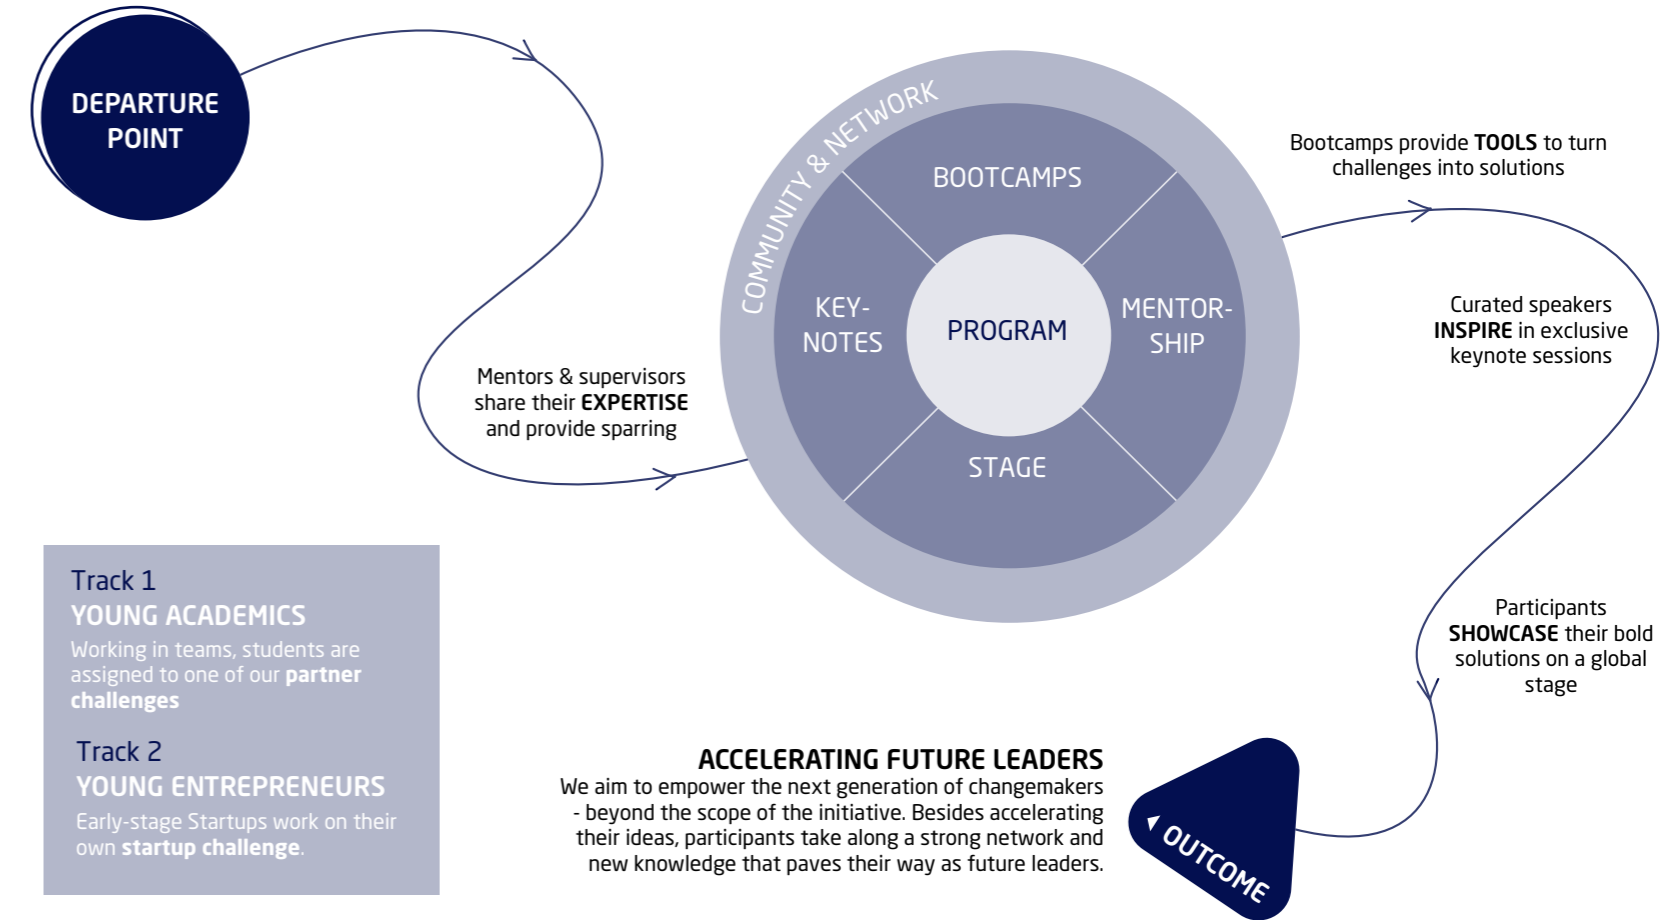 DEPARTURE
POINT
COMMUNITY & NETWORK
BOOTCAMPS
KEY-
NOTES
PROGRAM
MENTOR-
SHIP
STAGE
Mentors & supervisors
share their EXPERTISE
and provide sparring
Bootcamps provide TOOLS to turn
challenges into solutions
Curated speakers
INSPIRE in exclusive
keynote sessions
Participants
SHOWCASE their bold
solutions on a global
stage
Track 1
YOUNG ACADEMICS
Working in teams, students are
assigned to one of our partner
challenges
Track 2
YOUNG ENTREPRENEURS
Early-stage Startups work on their
own startup challenge.
ACCELERATING FUTURE LEADERS
We aim to empower the next generation of changemakers
- beyond the scope of the initiative. Besides accelerating
their ideas, participants take along a strong network and
new knowledge that paves their way as future leaders.
OUTCOME